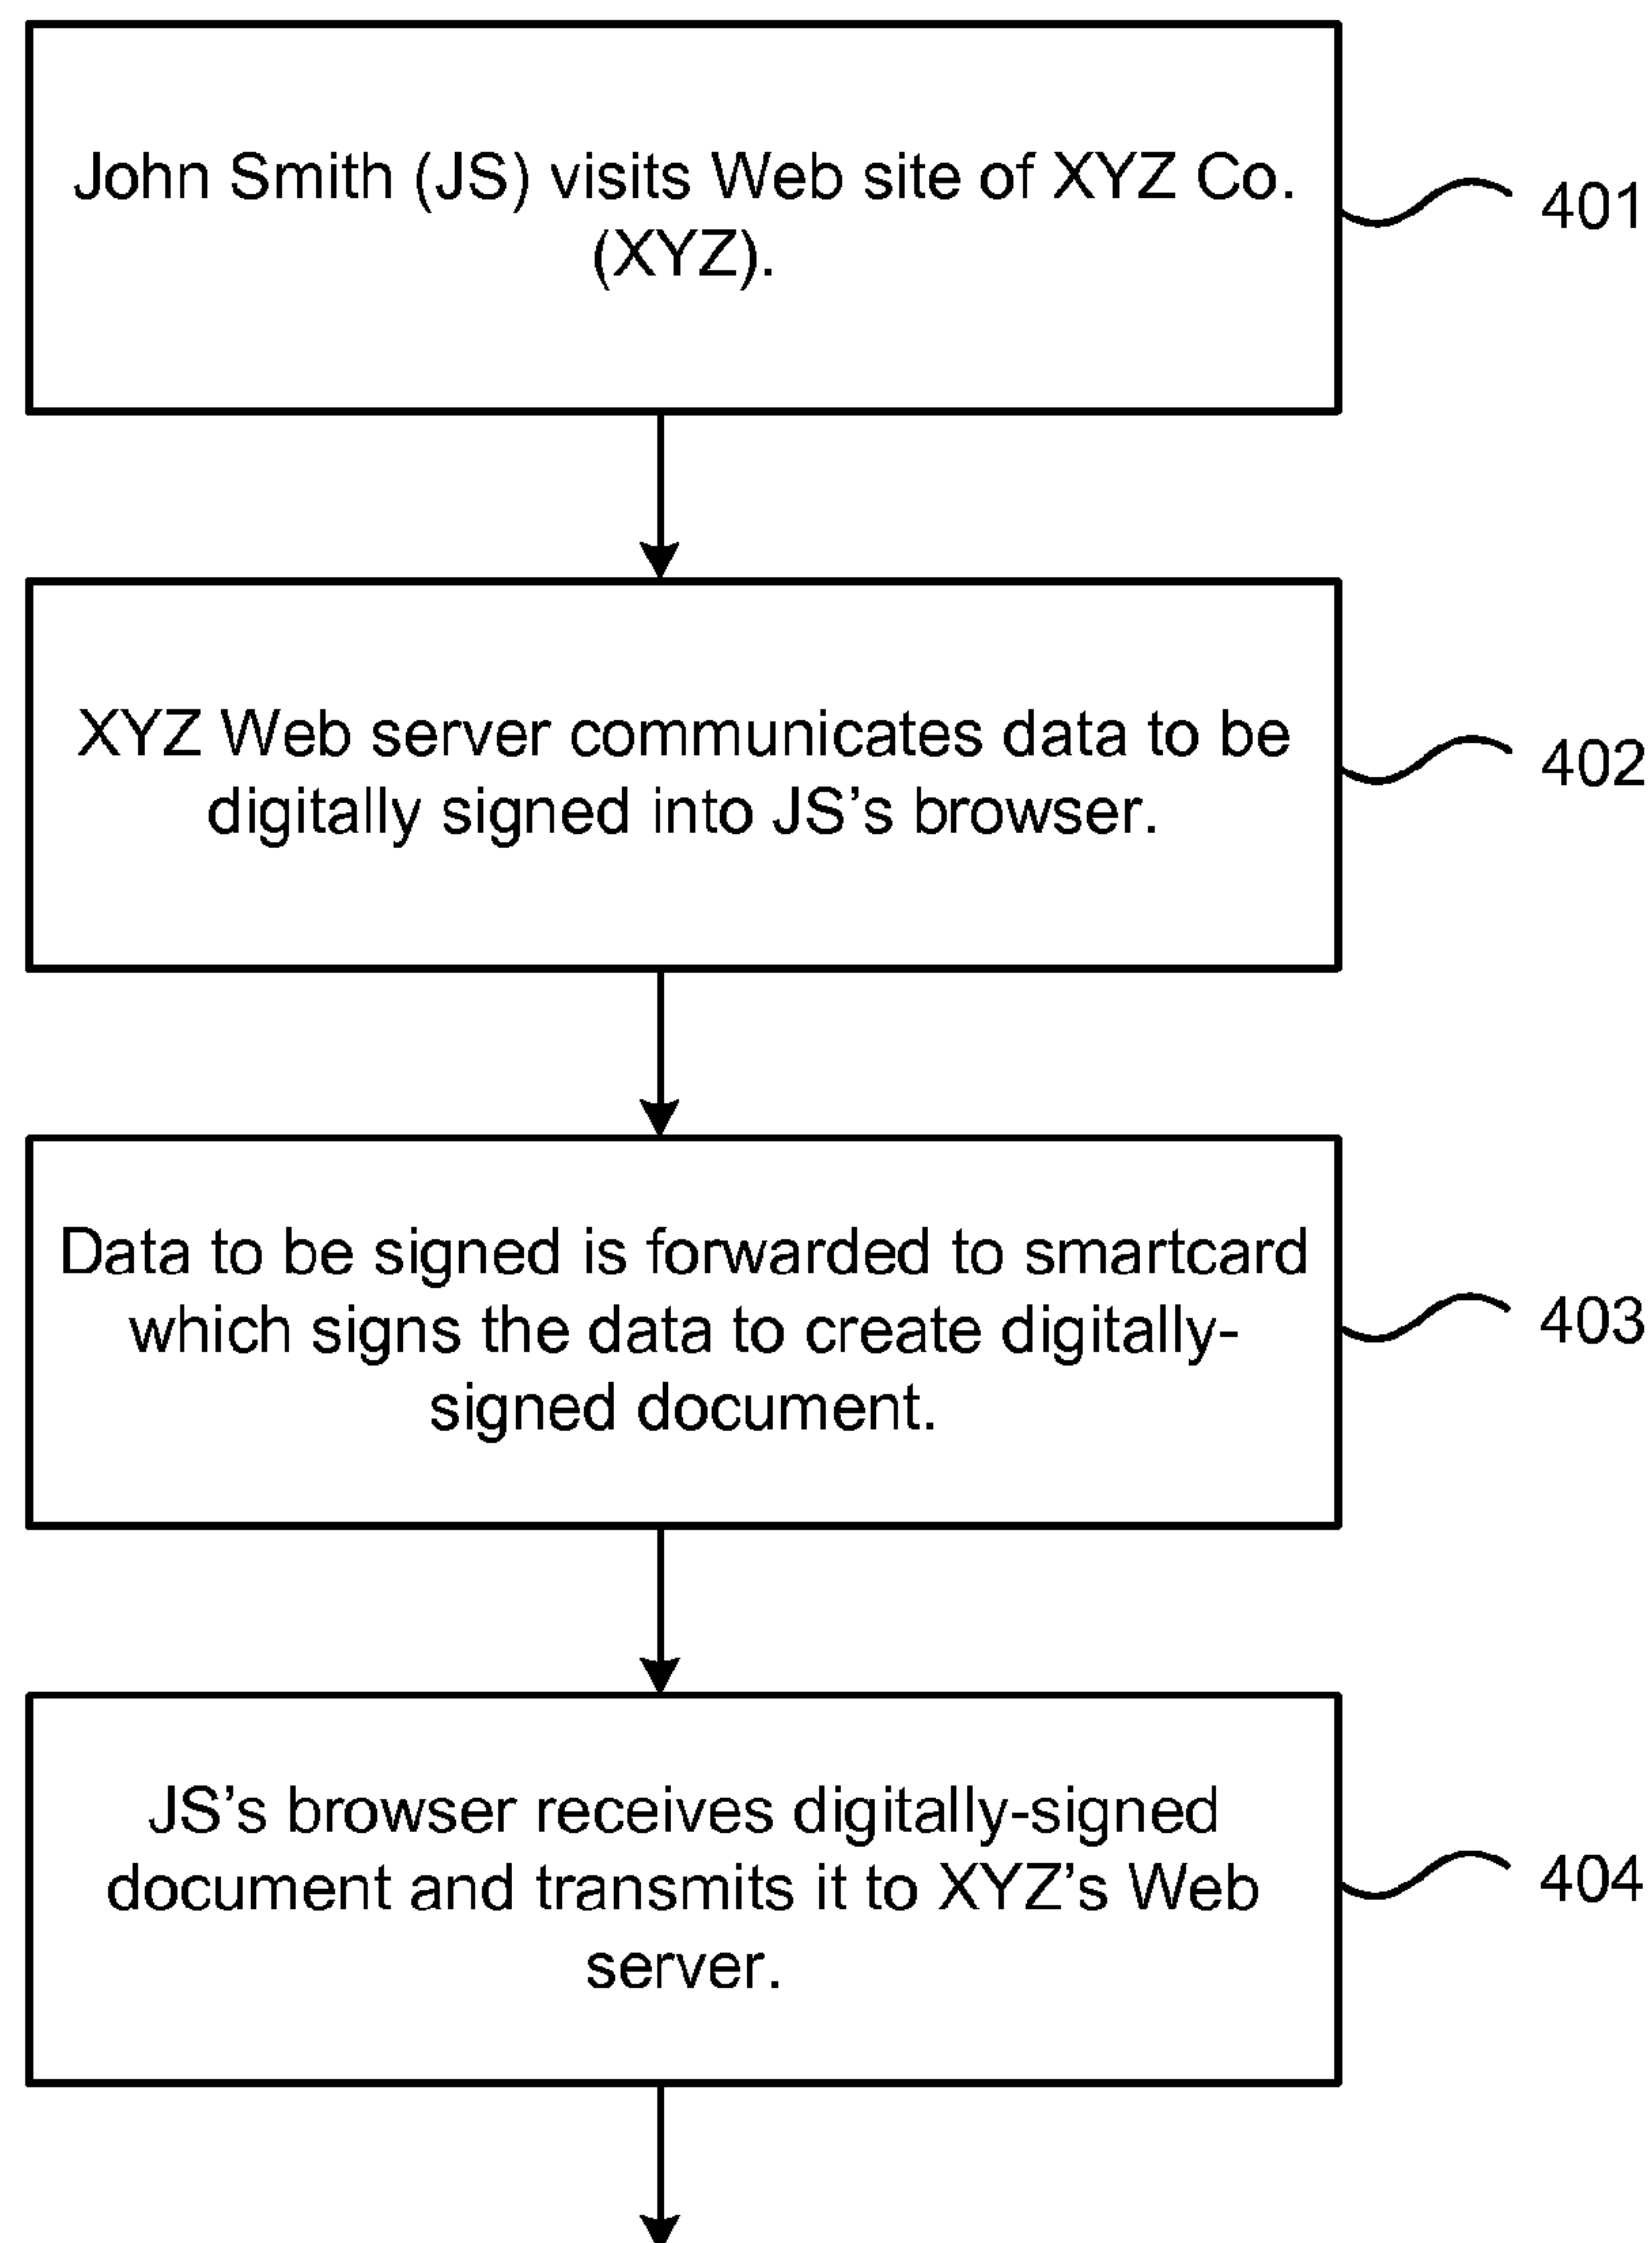 John Smith (JS) visits Web site of XYZ Co.
(XYZ).
401
XYZ Web server communicates data to be
digitally signed into JS's browser.
402
Data to be signed is forwarded to smartcard
which signs the data to create digitally-
signed document.
403
JS's browser receives digitally-signed
document and transmits it to XYZ's Web
server.
404